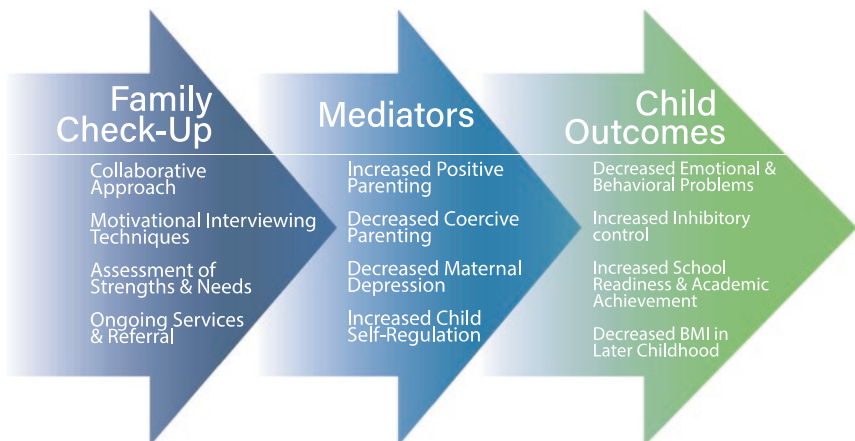 Family
Check-Up
Collaborative
Approach
Motivational Interviewing
Techniques
Assessment of
Strengths & Needs
Ongoing Services
& Referral
Mediators
Increased Positive
Parenting
Decreased Coercive
Parenting
Decreased Maternal
Depression
Increased Child
Self-Regulation
Child
Outcomes
Decreased Emotional &
Behavioral Problems
Increased Inhibitory
control
Increased School
Readiness & Academic
Achievement
Decreased BMI in
Later Childhood